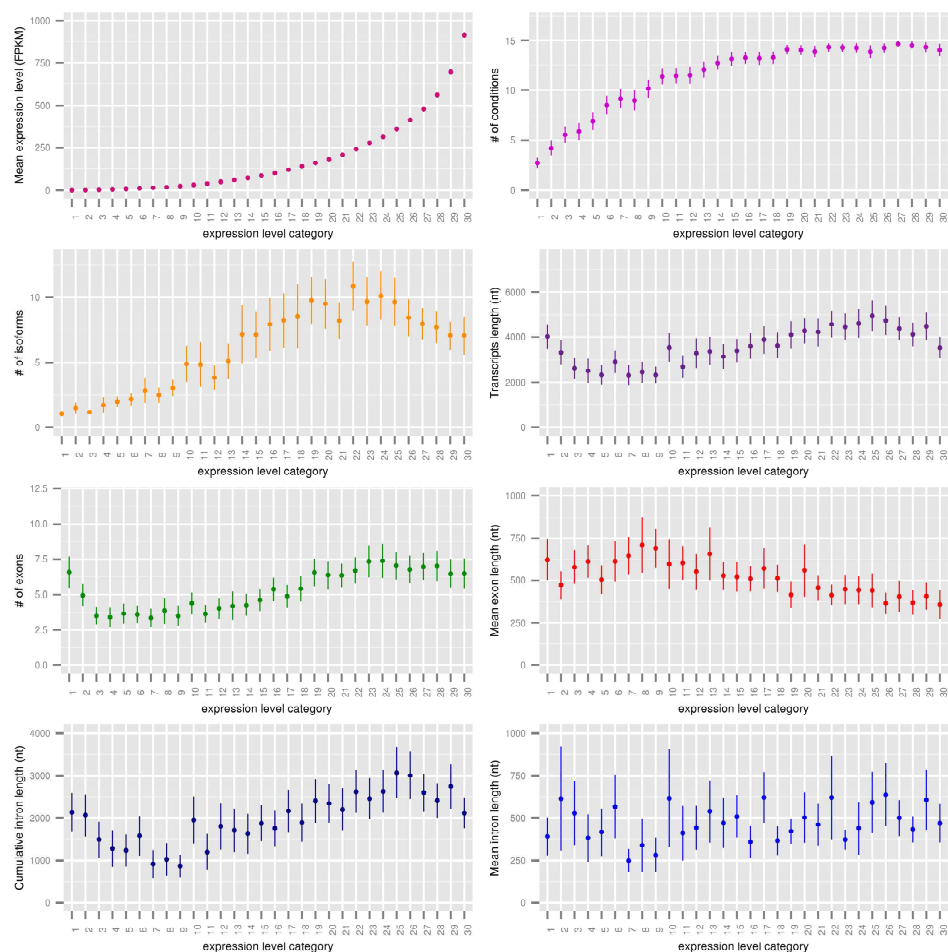 Mean expression level (FPKM)
1000
750
500
250
0
1 2 3 4 5 6 7 8 9 10 11 12 13 14 15 16 17 18 19 20 21 22 23 24 25 26 27 28 29 30
expression level category
# of conditions
15
10
5
0
1 2 3 4 5 6 7 8 9 10 11 12 13 14 15 16 17 18 19 20 21 22 23 24 25 26 27 28 29 30
expression level category
# of isoforms
10
5
0
1 2 3 4 5 6 7 8 9 10 11 12 13 14 15 16 17 18 19 20 21 22 23 24 25 26 27 28 29 30
expression level category
Transcripts length (nt)
6000
4000
2000
0
1 2 3 4 5 6 7 8 9 10 11 12 13 14 15 16 17 18 19 20 21 22 23 24 25 26 27 28 29 30
expression level category
# of exons
12.5
10.0
7.5
5.0
2.5
0.0
1 2 3 4 5 6 7 8 9 10 11 12 13 14 15 16 17 18 19 20 21 22 23 24 25 26 27 28 29 30
expression level category
Mean exon length (nt)
1000
750
500
250
0
1 2 3 4 5 6 7 8 9 10 11 12 13 14 15 16 17 18 19 20 21 22 23 24 25 26 27 28 29 30
expression level category
Cumulative intron length (nt)
4000
3000
2000
1000
0
1 2 3 4 5 6 7 8 9 10 11 12 13 14 15 16 17 18 19 20 21 22 23 24 25 26 27 28 29 30
expression level category
Mean intron length (nt)
1000
750
500
250
0
1 2 3 4 5 6 7 8 9 10 11 12 13 14 15 16 17 18 19 20 21 22 23 24 25 26 27 28 29 30
expression level category